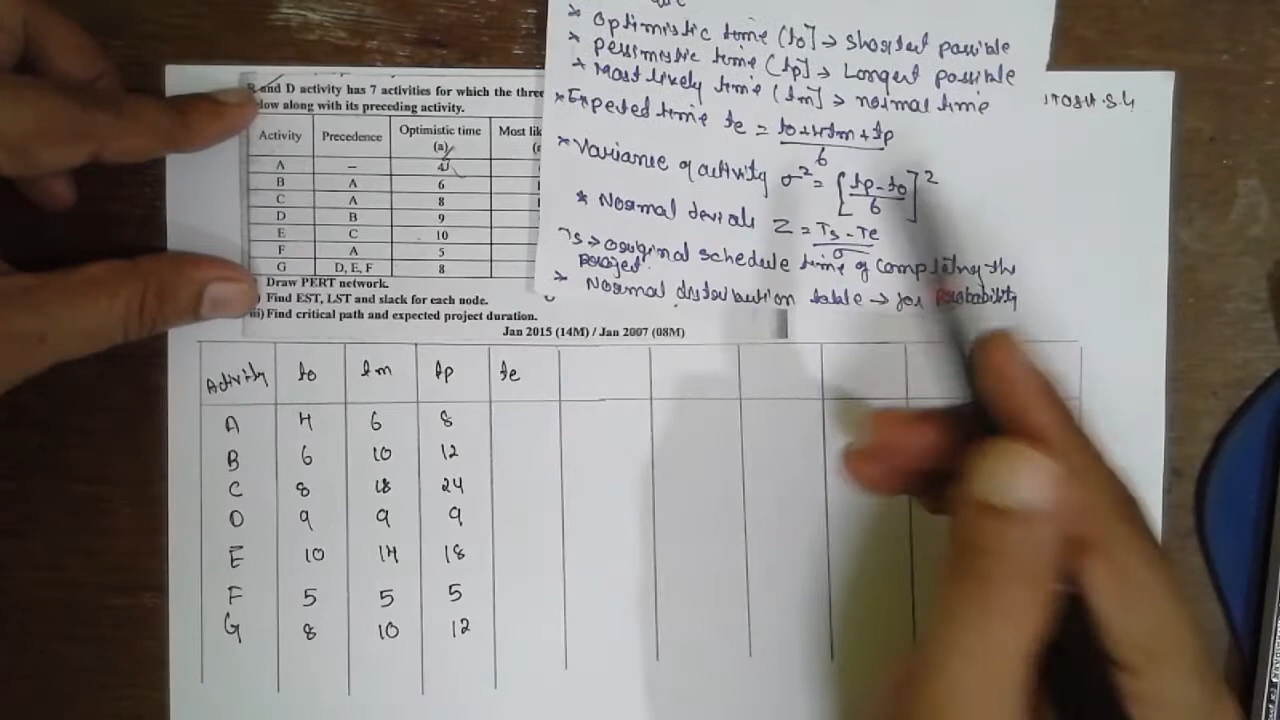 * Optimistic time (to) → shortest possible
* Pessimistic time (tp) → Longest possible
* Most likely time (tm) → normal time
* Expeted time te = to+4tm+tp / 6
* Variance of activity σ² = [tp-to / 6]²
* Normal deviate Z = Ts - Te / σ
Ts → original schedule time of completing the
Project.
* Normal distribution table → for Probability
and D activity has 7 activities for which the three
low along with its preceding activity.
Activity Precedence Optimistic time (a) Most lik
A – 4
B A 6
C A 8
D B 9
E C 10
F A 5
G D, E, F 8
) Draw PERT network.
) Find EST, LST and slack for each node.
iii) Find critical path and expected project duration.
Jan 2015 (14M) / Jan 2007 (08M)
Activity to tm tp te
A 4 6 8
B 6 10 12
C 8 18 24
D 9 9 9
E 10 14 18
F 5 5 5
G 8 10 12